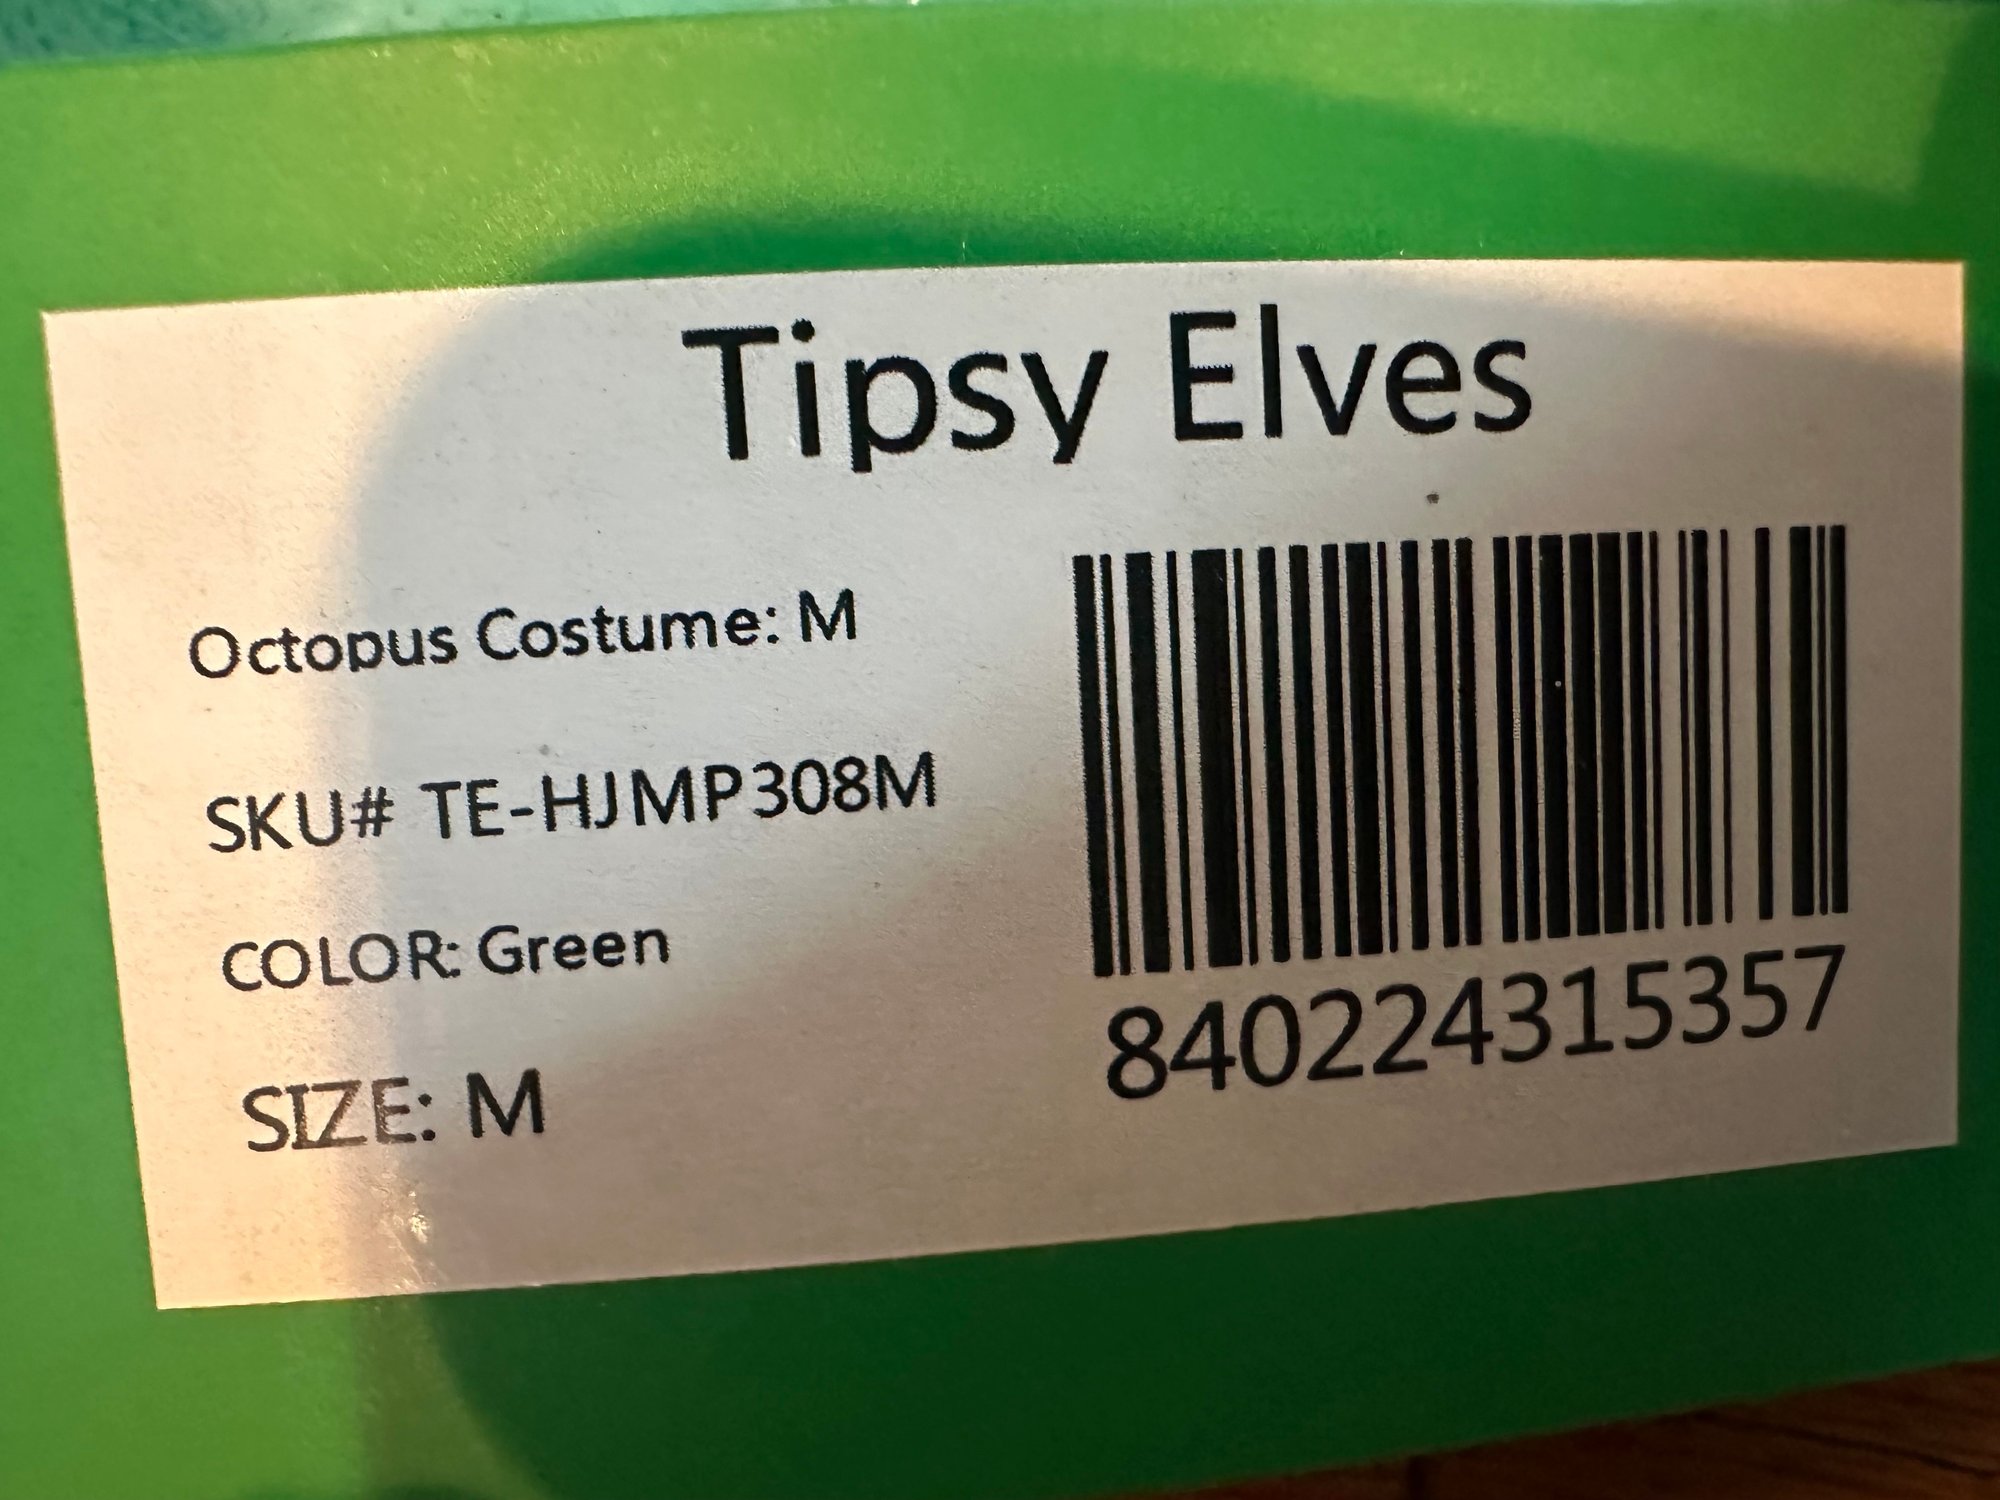 Tipsy Elves
Octopus Costume: M
SKU# TE-HJMP308M
COLOR: Green
SIZE: M
840224315357